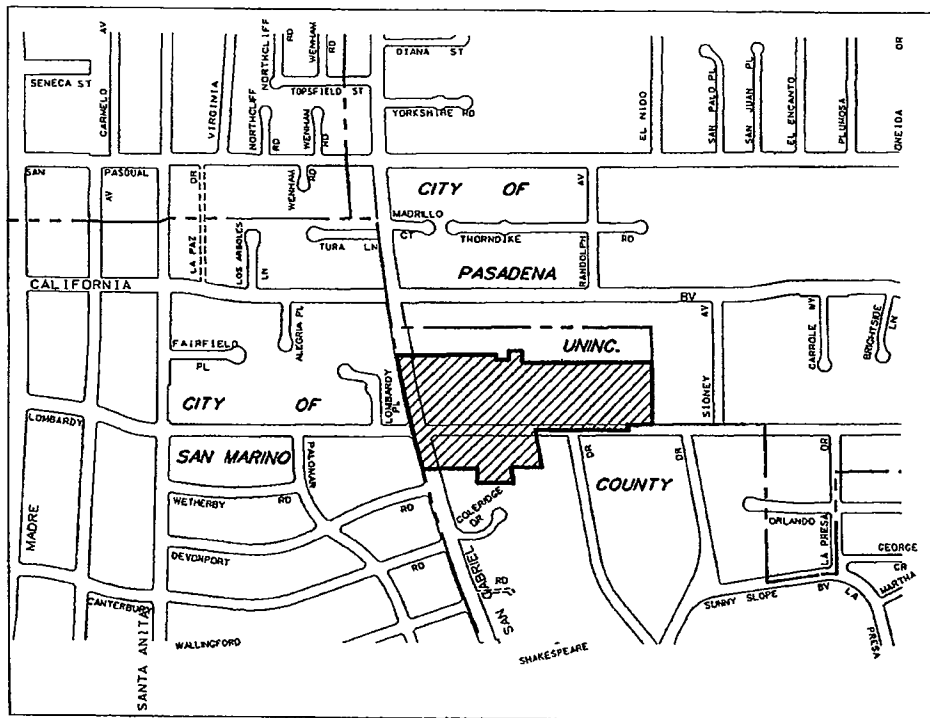 AV
RD
WENHAM
RD
NORTHCLIFF
DIANA ST
DR
SENECA ST
CARMELO
VIRGINIA
NORTHCLIFF
RD
WENHAM
RD
TOPSFIELD ST
YORKSHIRE RD
EL NIDO
SAN PALO PL
SAN JUAN PL
EL ENCANTO
PLUMOSA
ONEIDA
SAN
PASQUAL
AV
DR
WENHAM
RD
CITY OF
AV
MADRILLO
CT
LA PAZ
LOS ARBOLES
LN
TURA LN
THORNDIKE
RD
RANDOLPH
PASADENA
CALIFORNIA
BV
AV
ALEGRIA PL
FAIRFIELD
PL
UNINC.
CARROLE WY
BRIGHTSIDE
LN
LOMBARDY
PL
SIDNEY
CITY OF
LOMBARDY
SAN MARINO
PALOMAR
RD
DR
DR
DR
COUNTY
MADRE
WETHERBY
RD
COLERIDGE
DR
ORLANDO
LA PRESA
DEVONPORT
RD
GEORGE
CR
MARTHA
SAN GABRIEL
RD
SUNNY SLOPE BV
LA PRESA
CANTERBURY
SANTA ANITA
WALLINGFORD
SHAKESPEARE